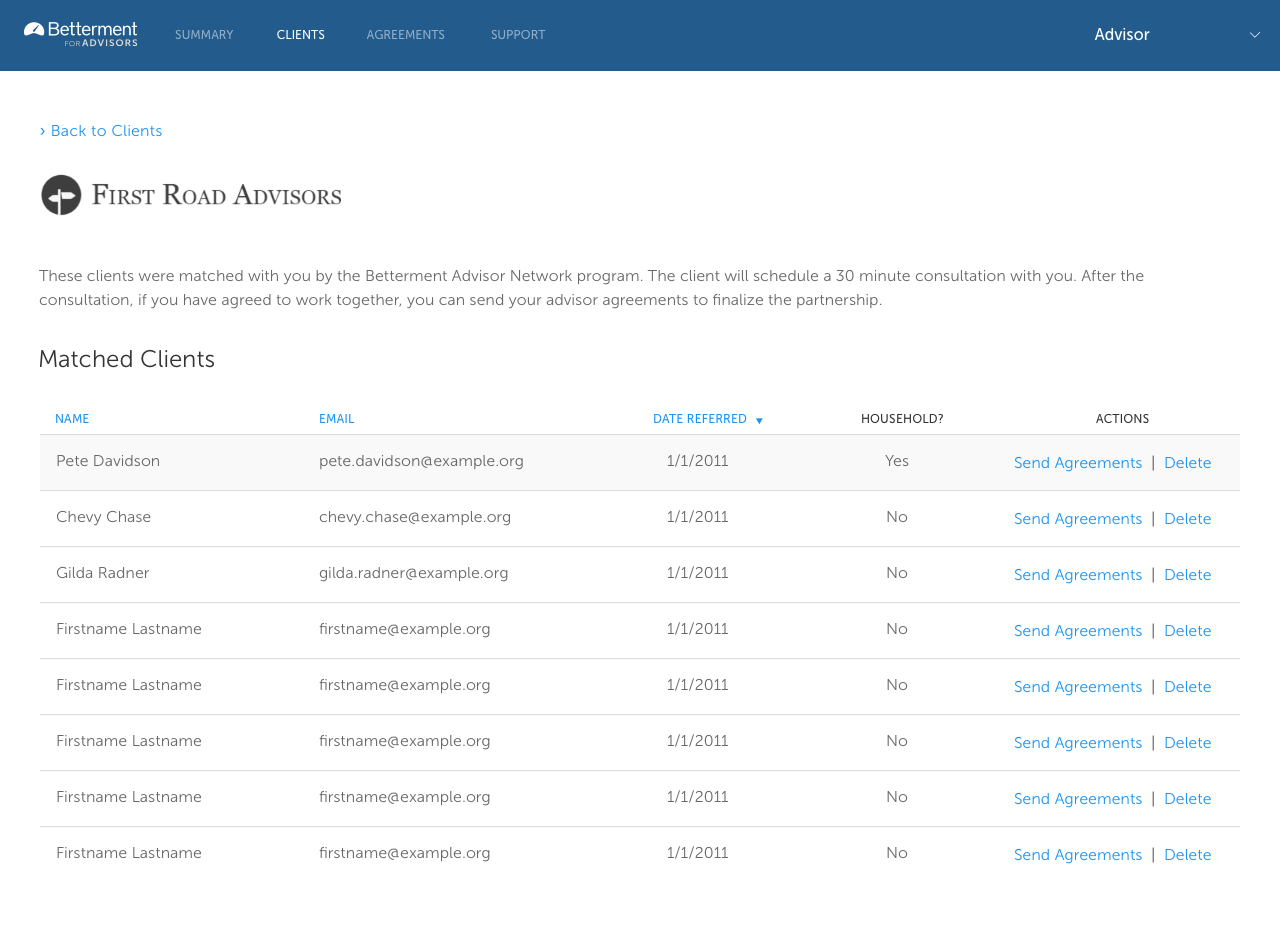 Betterment FOR ADVISORS SUMMARY CLIENTS AGREEMENTS SUPPORT Advisor
› Back to Clients
FIRST ROAD ADVISORS
These clients were matched with you by the Betterment Advisor Network program. The client will schedule a 30 minute consultation with you. After the
consultation, if you have agreed to work together, you can send your advisor agreements to finalize the partnership.
Matched Clients
NAME EMAIL DATE REFERRED ▼ HOUSEHOLD? ACTIONS
Pete Davidson pete.davidson@example.org 1/1/2011 Yes Send Agreements | Delete
Chevy Chase chevy.chase@example.org 1/1/2011 No Send Agreements | Delete
Gilda Radner gilda.radner@example.org 1/1/2011 No Send Agreements | Delete
Firstname Lastname firstname@example.org 1/1/2011 No Send Agreements | Delete
Firstname Lastname firstname@example.org 1/1/2011 No Send Agreements | Delete
Firstname Lastname firstname@example.org 1/1/2011 No Send Agreements | Delete
Firstname Lastname firstname@example.org 1/1/2011 No Send Agreements | Delete
Firstname Lastname firstname@example.org 1/1/2011 No Send Agreements | Delete